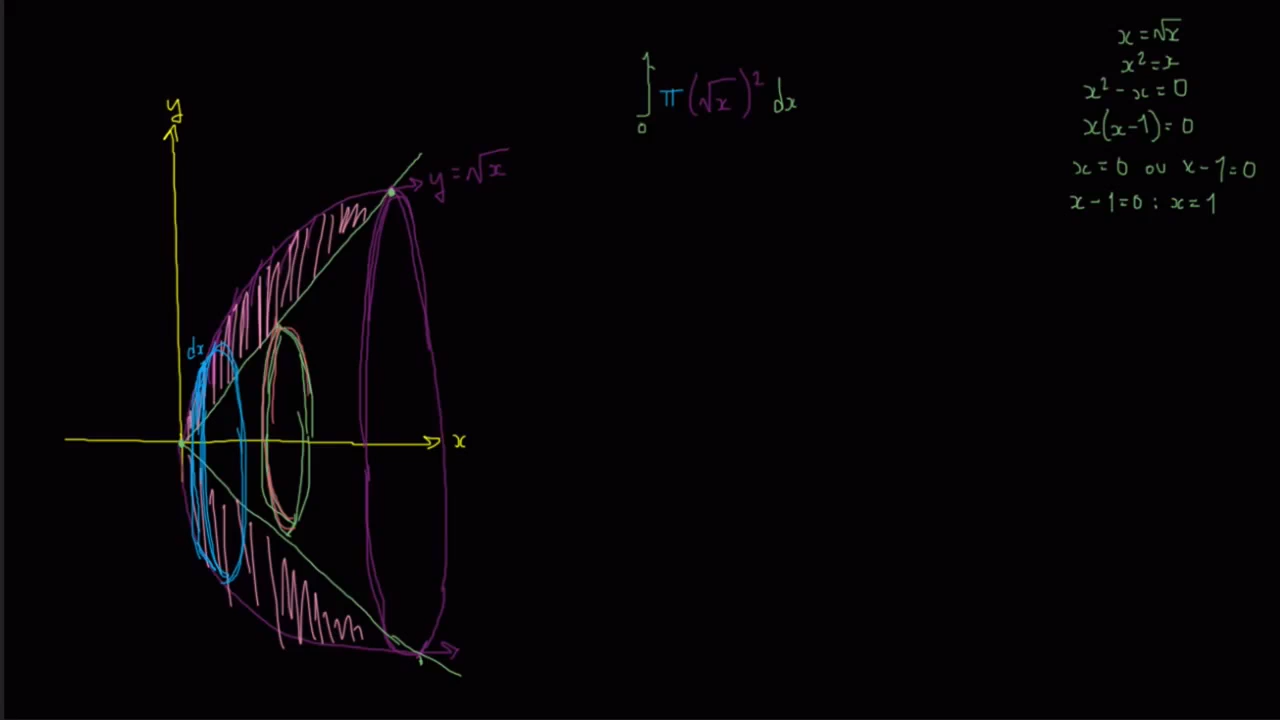 y
y = √x
dx
x
∫₀¹ π(√x)² dx
x = √x
x² = x
x² − x = 0
x(x−1) = 0
x = 0 ou x − 1 = 0
x − 1 = 0 : x = 1